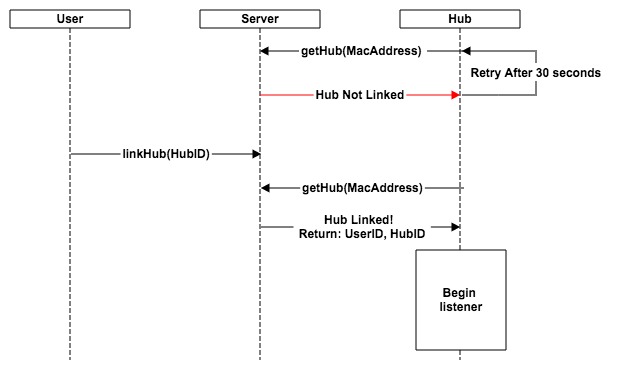 User
Server
Hub
getHub(MacAddress)
Retry After 30 seconds
Hub Not Linked
linkHub(HubID)
getHub(MacAddress)
Hub Linked!
Return: UserID, HubID
Begin
listener